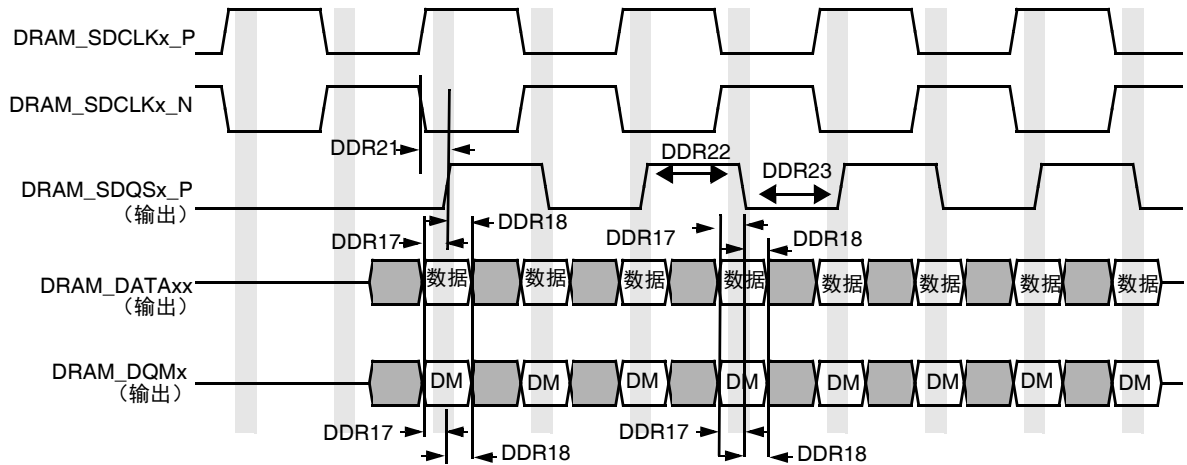 DRAM_SDCLKx_P
DRAM_SDCLKx_N
DDR21
DDR22
DDR23
DRAM_SDQSx_P
（输出）
DDR18
DDR17
DDR17
DDR18
DRAM_DATAxx
（输出）
数据 数据 数据 数据 数据 数据 数据 数据
DRAM_DQMx
（输出）
DM DM DM DM DM DM DM DM
DDR17
DDR17
DDR18
DDR18